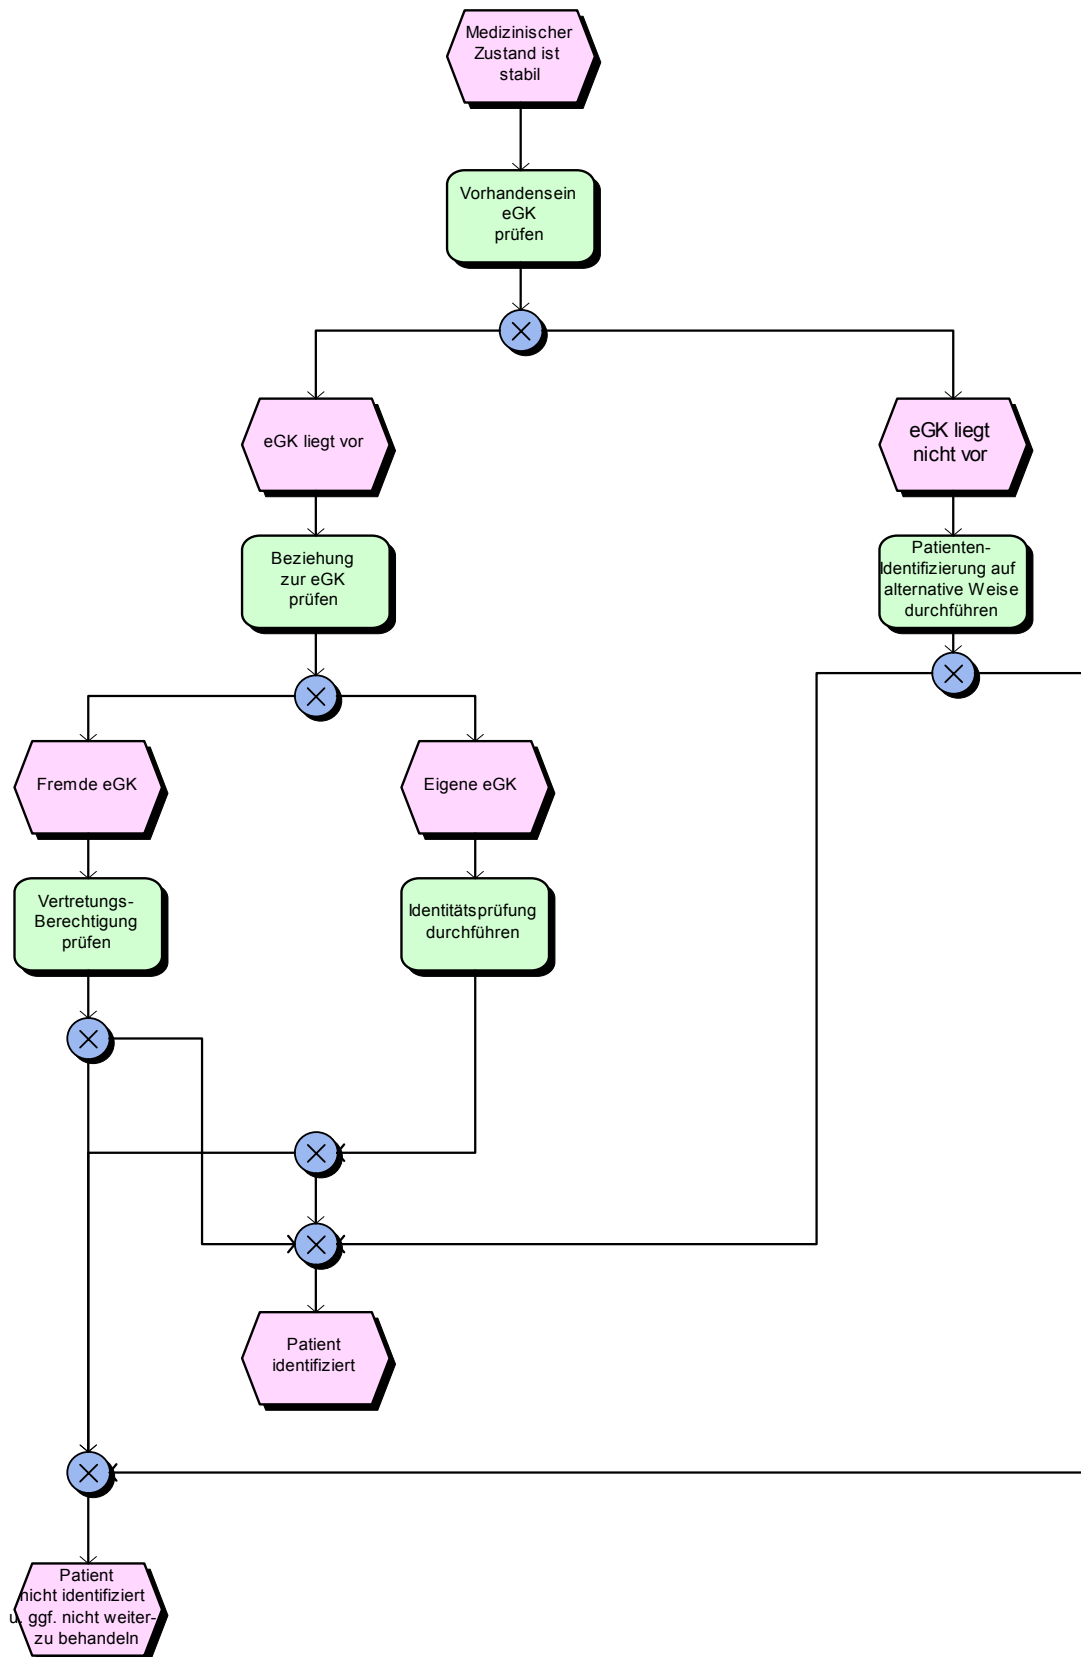 Medizinischer
Zustand ist
stabil
Vorhandensein
eGK
prüfen
eGK liegt vor
eGK liegt
nicht vor
Beziehung
zur eGK
prüfen
Patienten-
Identifizierung auf
alternative Weise
durchführen
Fremde eGK
Eigene eGK
Vertretungs-
Berechtigung
prüfen
Identitätsprüfung
durchführen
Patient
identifiziert
Patient
nicht identifiziert
u. ggf. nicht weiter-
zu behandeln